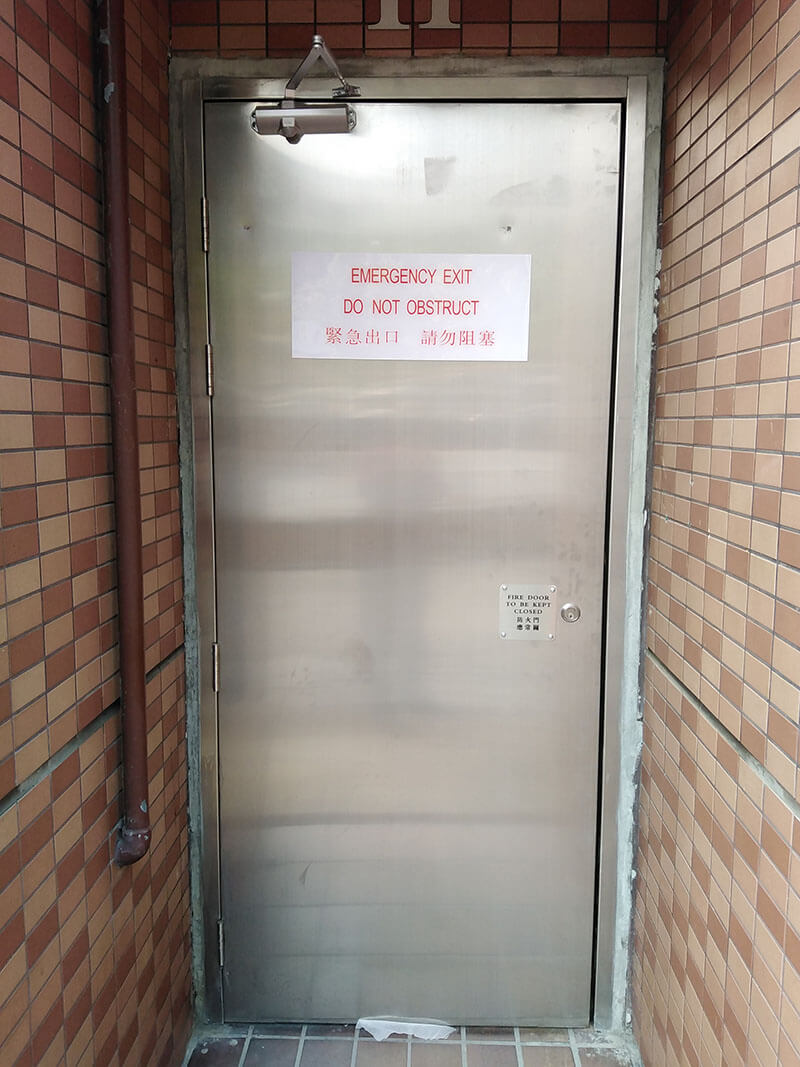 EMERGENCY EXIT
DO NOT OBSTRUCT
緊急出口 請勿阻塞
FIRE DOOR
TO BE KEPT
CLOSED
防火門
應常關